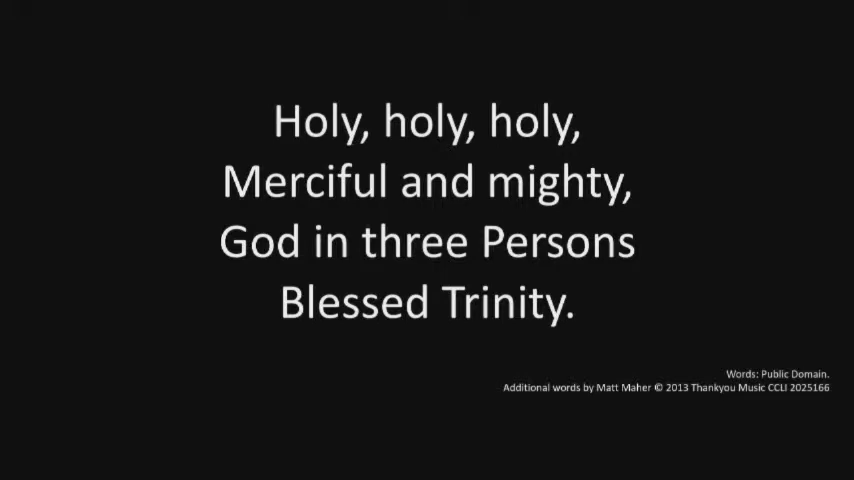 Holy, holy, holy,
Merciful and mighty,
God in three Persons
Blessed Trinity.
Words: Public Domain.
Additional words by Matt Maher © 2013 Thankyou Music CCLI 2025166